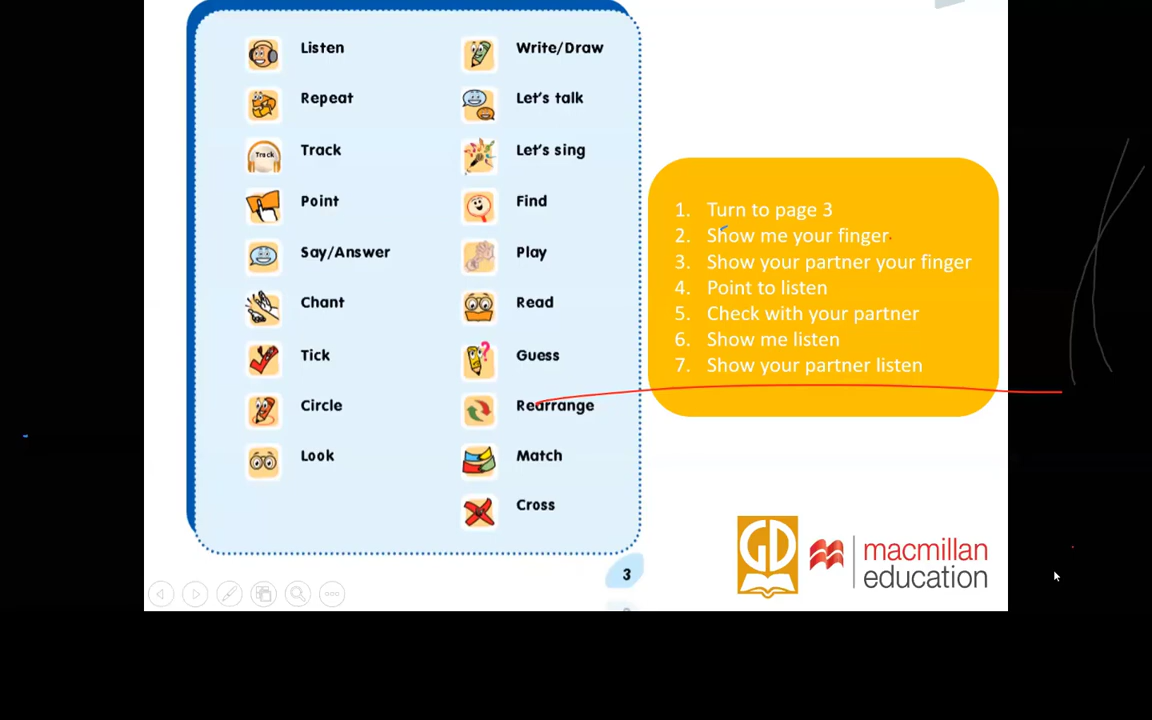 Listen
Repeat
Track
Track
Point
Say/Answer
Chant
Tick
Circle
Look
Write/Draw
Let's talk
Let's sing
Find
Play
Read
Guess
Rearrange
Match
Cross
3
1. Turn to page 3
2. Show me your finger
3. Show your partner your finger
4. Point to listen
5. Check with your partner
6. Show me listen
7. Show your partner listen
GD
macmillan
education